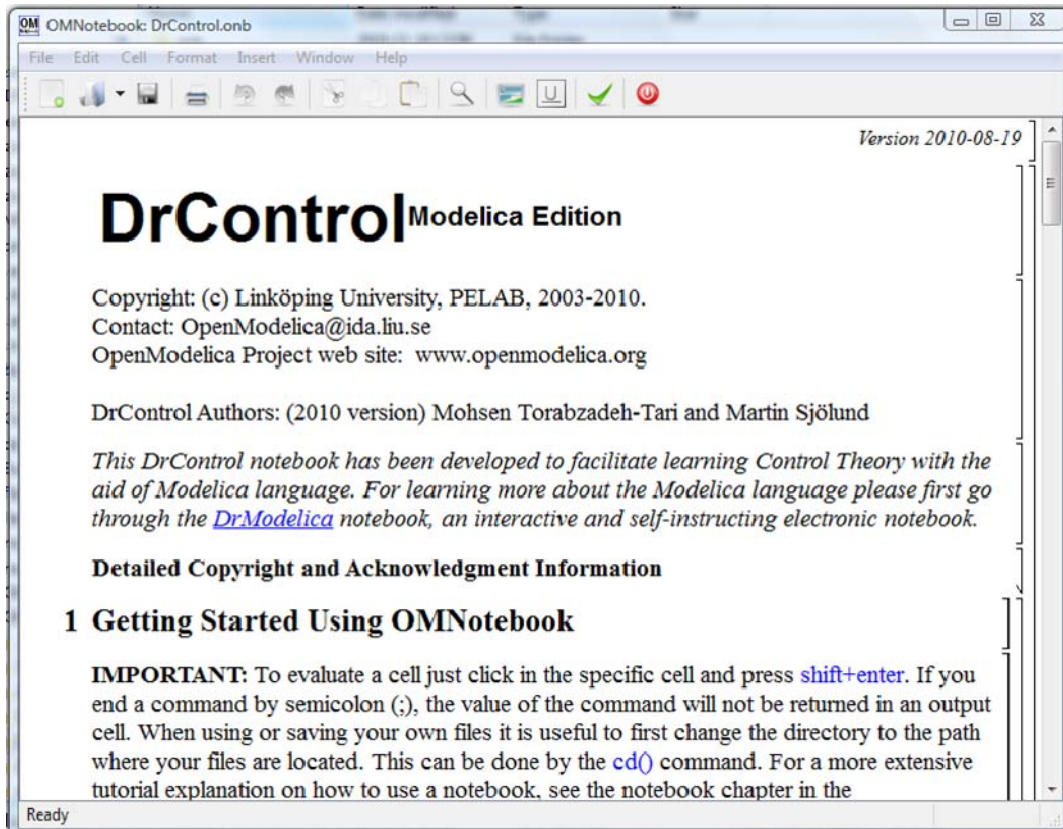 OMNotebook: DrControl.onb
File Edit Cell Format Insert Window Help
U
Version 2010-08-19
DrControl Modelica Edition
Copyright: (c) Linköping University, PELAB, 2003-2010.
Contact: OpenModelica@ida.liu.se
OpenModelica Project web site: www.openmodelica.org
DrControl Authors: (2010 version) Mohsen Torabzadeh-Tari and Martin Sjölund
This DrControl notebook has been developed to facilitate learning Control Theory with the
aid of Modelica language. For learning more about the Modelica language please first go
through the DrModelica notebook, an interactive and self-instructing electronic notebook.
Detailed Copyright and Acknowledgment Information
1 Getting Started Using OMNotebook
IMPORTANT: To evaluate a cell just click in the specific cell and press shift+enter. If you
end a command by semicolon (;), the value of the command will not be returned in an output
cell. When using or saving your own files it is useful to first change the directory to the path
where your files are located. This can be done by the cd() command. For a more extensive
tutorial explanation on how to use a notebook, see the notebook chapter in the
Ready